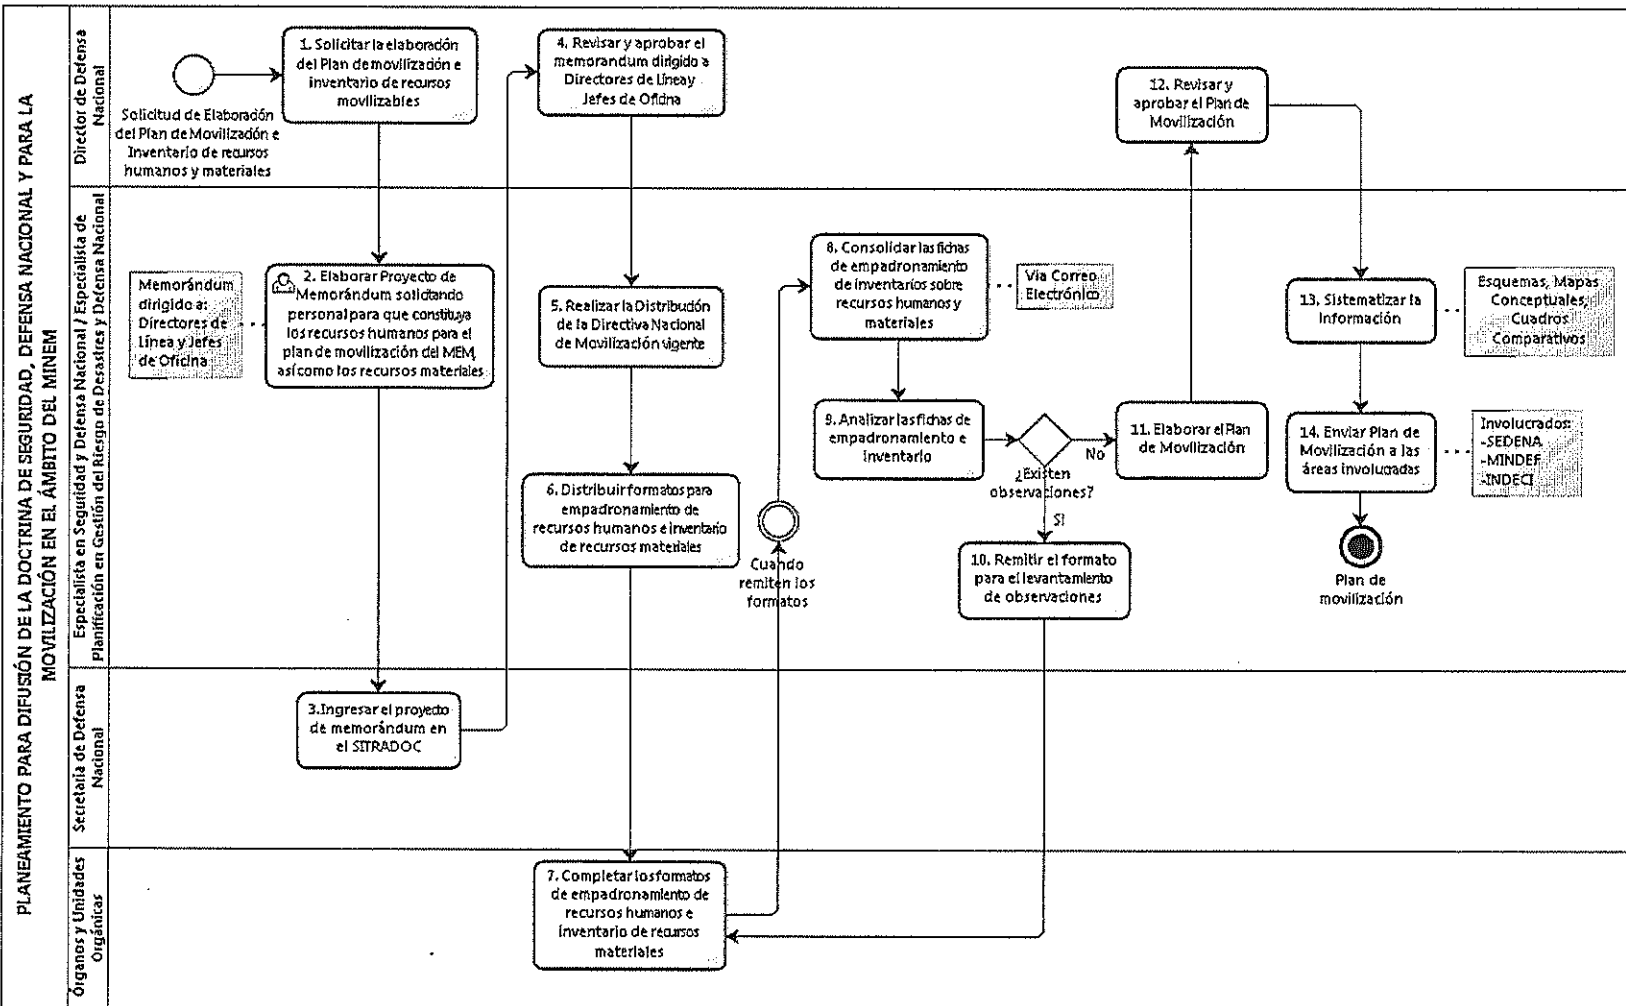 PLANEAMIENTO PARA DIFUSIÓN DE LA DOCTRINA DE SEGURIDAD, DEFENSA NACIONAL Y PARA LA
MOVILIZACIÓN EN EL ÁMBITO DEL MINEM
Director de Defensa
Nacional
Solicitud de Elaboración
del Plan de Movilización e
Inventario de recursos
humanos y materiales
1. Solicitar la elaboración
del Plan de movilización e
inventario de recursos
movilizables
4. Revisar y aprobar el
memorandum dirigido a
Directores de Línea y
Jefes de Oficina
12. Revisar y
aprobar el Plan de
Movilización
Especialista en Seguridad y Defensa Nacional / Especialista de
Planificación en Gestión del Riesgo de Desastres y Defensa Nacional
Memorándum
dirigido a:
Directores de
Línea y Jefes
de Oficina
2. Elaborar Proyecto de
Memorándum solicitando
personal para que constituya
los recursos humanos para el
plan de movilización del MEM,
así como los recursos materiales
5. Realizar la Distribución
de la Directiva Nacional
de Movilización vigente
6. Distribuir formatos para
empadronamiento de
recursos humanos e inventario
de recursos materiales
Cuando
remiten los
formatos
8. Consolidar las fichas
de empadronamiento
de inventarios sobre
recursos humanos y
materiales
Vía Correo
Electrónico
9. Analizar las fichas de
empadronamiento e
inventario
¿Existen
observaciones?
No
SI
10. Remitir el formato
para el levantamiento
de observaciones
11. Elaborar el Plan
de Movilización
13. Sistematizar la
Información
Esquemas, Mapas
Conceptuales,
Cuadros
Comparativos
14. Enviar Plan de
Movilización a las
áreas involucradas
Involucrados:
-SEDENA
-MINDEF
-INDECI
Plan de
movilización
Secretaria de Defensa
Nacional
3.Ingresar el proyecto
de memorándum en
el SITRADOC
Órganos y Unidades
Orgánicas
7. Completar los formatos
de empadronamiento de
recursos humanos e
inventario de recursos
materiales